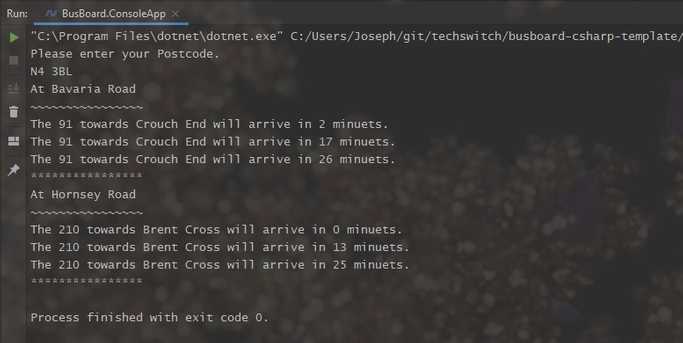 Run: BusBoard.ConsoleApp ×
"C:\Program Files\dotnet\dotnet.exe" C:/Users/Joseph/git/techswitch/busboard-csharp-template/
Please enter your Postcode.
N4 3BL
At Bavaria Road
~~~~~~~~~~~~~~~~
The 91 towards Crouch End will arrive in 2 minuets.
The 91 towards Crouch End will arrive in 17 minuets.
The 91 towards Crouch End will arrive in 26 minuets.
****************
At Hornsey Road
~~~~~~~~~~~~~~~~
The 210 towards Brent Cross will arrive in 0 minuets.
The 210 towards Brent Cross will arrive in 13 minuets.
The 210 towards Brent Cross will arrive in 25 minuets.
****************
Process finished with exit code 0.